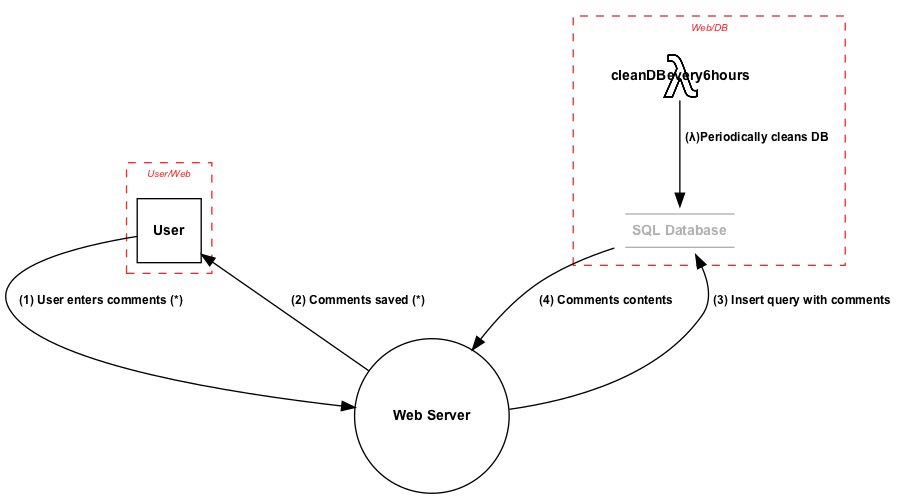 Web/DB
cleanDBevery6hours
λ
(λ)Periodically cleans DB
User/Web
User
SQL Database
(1) User enters comments (*)
(2) Comments saved (*)
(4) Comments contents
(3) Insert query with comments
Web Server